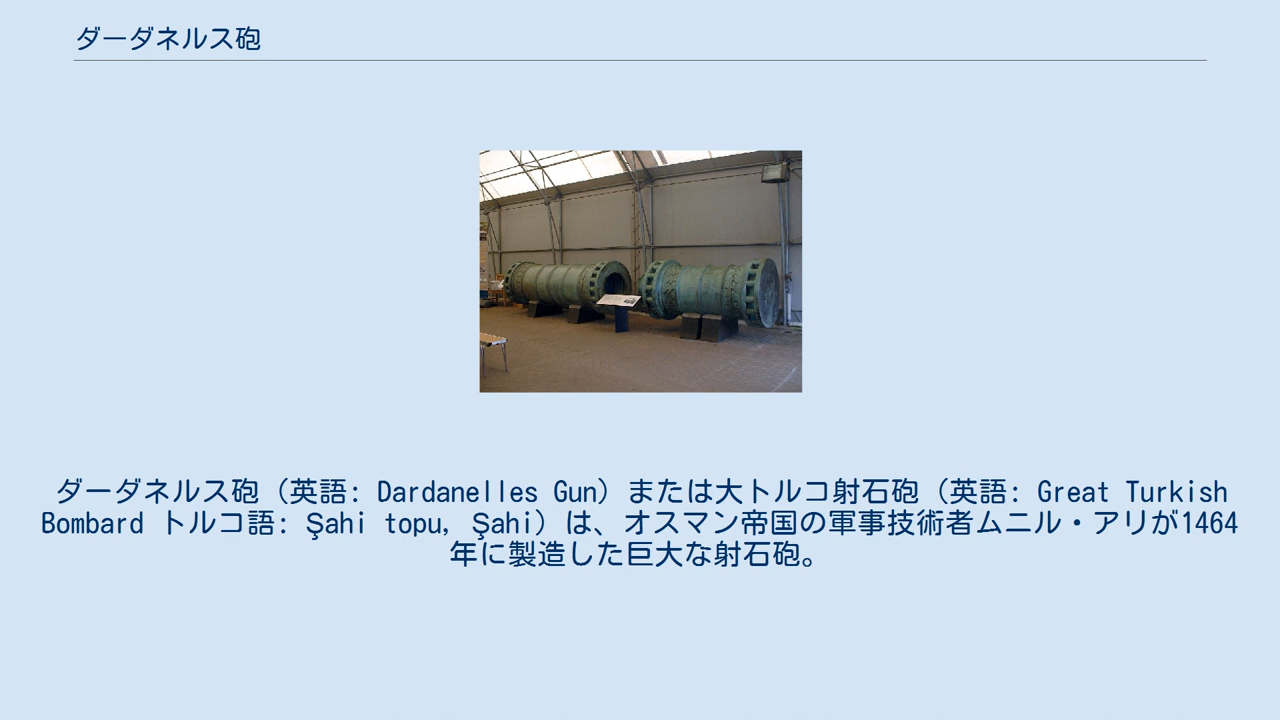 ダーダネルス砲
ダーダネルス砲（英語: Dardanelles Gun）または大トルコ射石砲（英語: Great Turkish
Bombard トルコ語: Şahi topu, Şahi）は、オスマン帝国の軍事技術者ムニル・アリが1464
年に製造した巨大な射石砲。